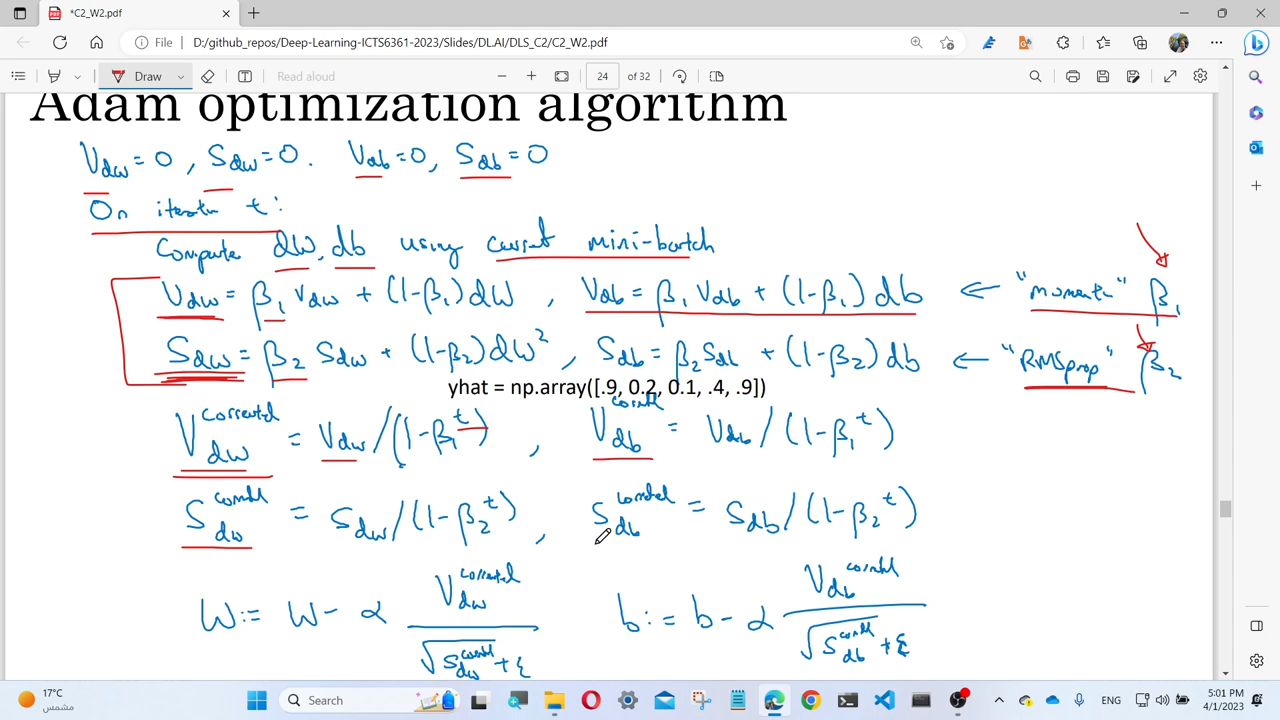 *C2_W2.pdf
File D:/github_repos/Deep-Learning-ICTS6361-2023/Slides/DL.AI/DLS_C2/C2_W2.pdf
Draw Read aloud 24 of 32
Adam optimization algorithm
Vdw = 0, Sdw = 0. Vdb = 0, Sdb = 0
On iteratn t:
Compute dW, db using current mini-batch
Vdw = β1 Vdw + (1-β1) dW, Vdb = β1 Vdb + (1-β1) db ← "momentum" β1
Sdw = β2 Sdw + (1-β2) dW², Sdb = β2 Sdb + (1-β2) db ← "RMSprop" β2
yhat = np.array([.9, 0.2, 0.1, .4, .9])
Vdw^corrected = Vdw/(1-β1^t), Vdb^corrected = Vdb/(1-β1^t)
Sdw^corrected = Sdw/(1-β2^t), Sdb^corrected = Sdb/(1-β2^t)
W := W - α Vdw^corrected / √Sdw^corrected + ε b := b - α Vdb^corrected / √Sdb^corrected + ε
17°C
مشمس
Search
ENG
5:01 PM
4/1/2023